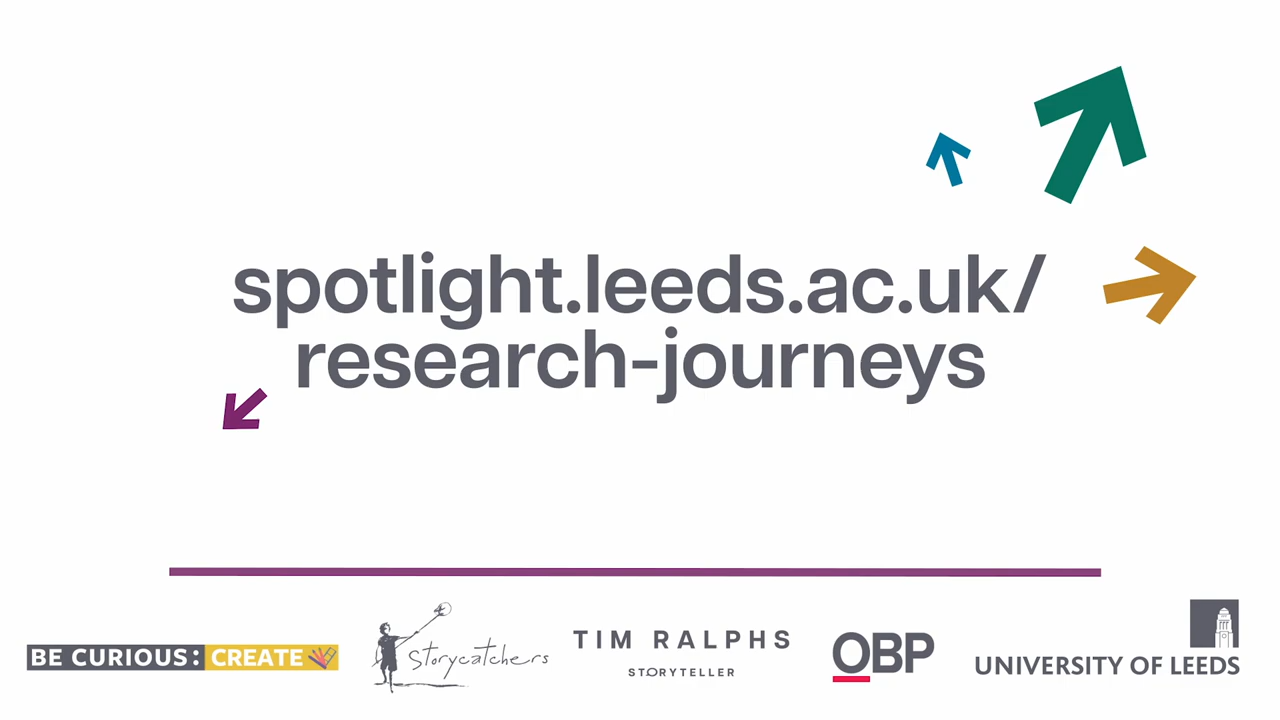 spotlight.leeds.ac.uk/
research-journeys
BE CURIOUS: CREATE
Storycatchers
TIM RALPHS
STORYTELLER
OBP
UNIVERSITY OF LEEDS